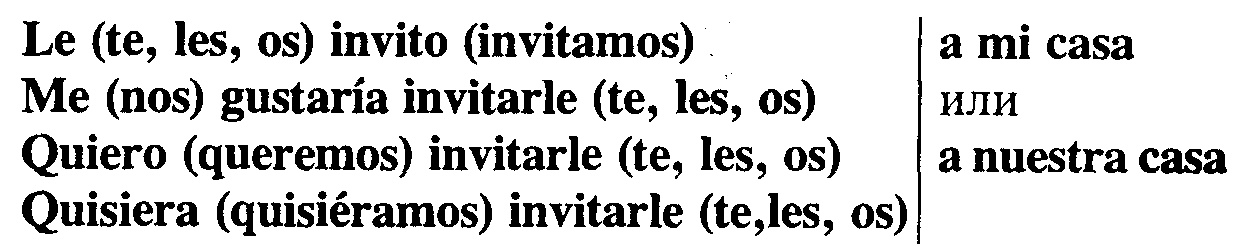 Le (te, les, os) invito (invitamos)
Me (nos) gustaría invitarle (te, les, os)
Quiero (queremos) invitarle (te, les, os)
Quisiera (quisiéramos) invitarle (te,les, os)
a mi casa
или
a nuestra casa